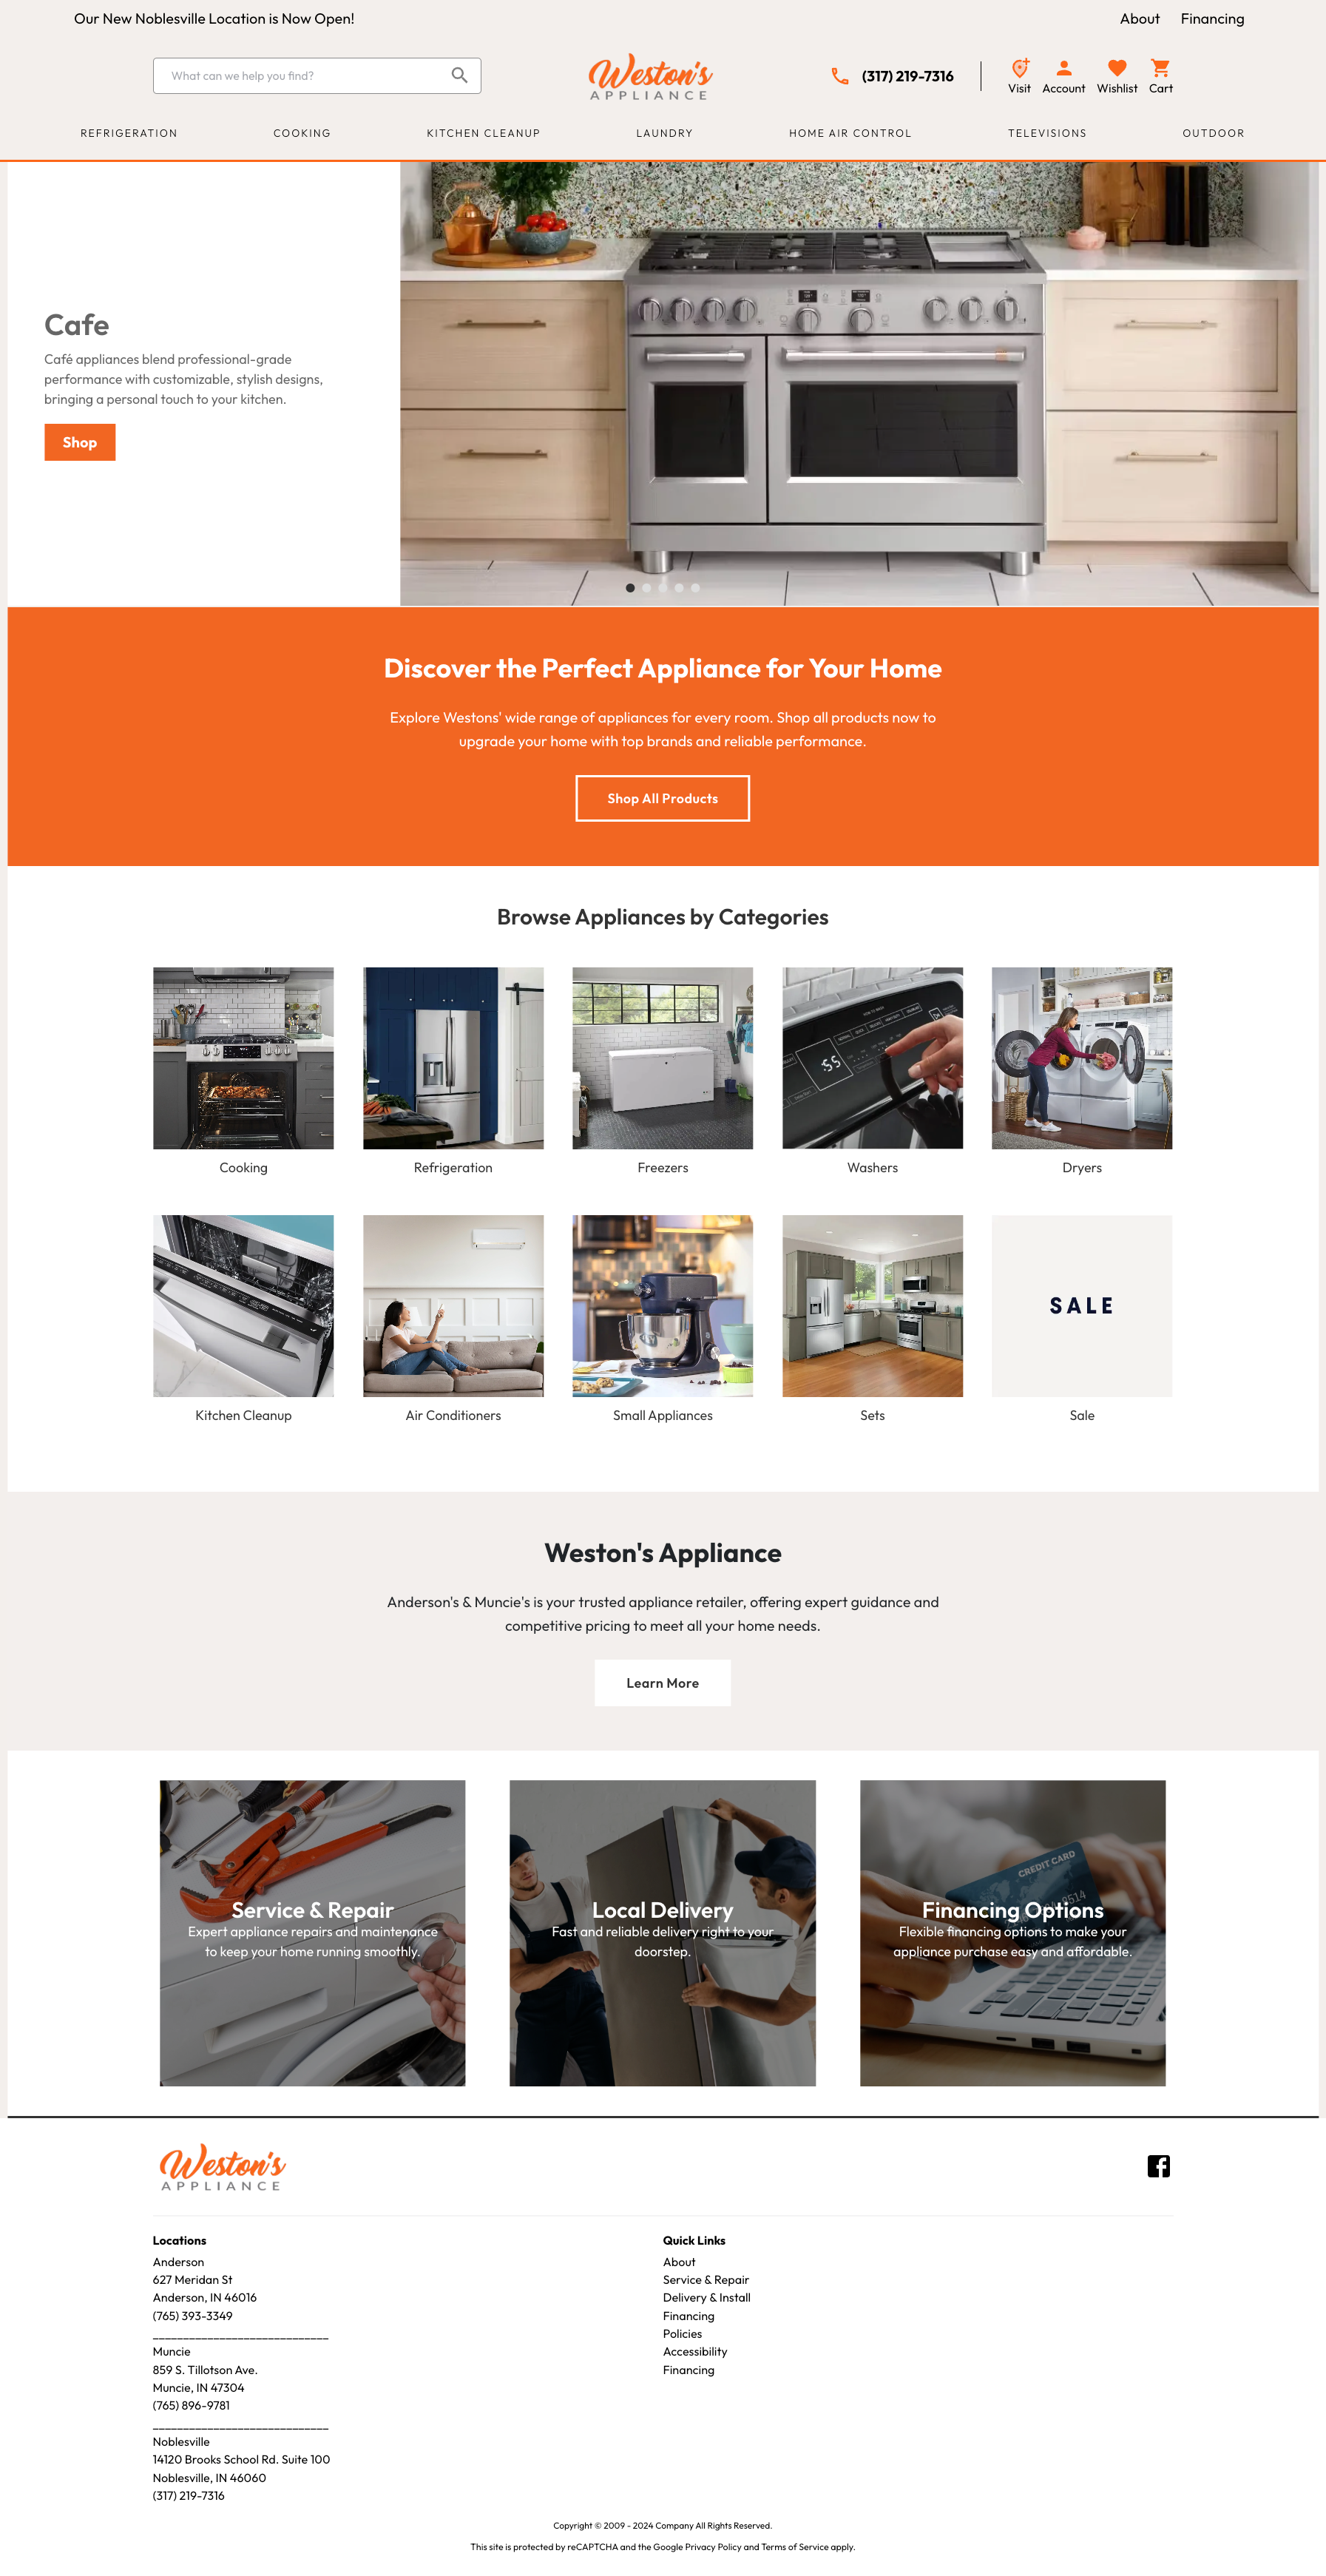 Our New Noblesville Location is Now Open!
About Financing
What can we help you find?
Weston's
APPLIANCE
(317) 219-7316
Visit Account Wishlist Cart
REFRIGERATION COOKING KITCHEN CLEANUP LAUNDRY HOME AIR CONTROL TELEVISIONS OUTDOOR
Cafe
Café appliances blend professional-grade
performance with customizable, stylish designs,
bringing a personal touch to your kitchen.
Shop
Discover the Perfect Appliance for Your Home
Explore Westons' wide range of appliances for every room. Shop all products now to
upgrade your home with top brands and reliable performance.
Shop All Products
Browse Appliances by Categories
Cooking Refrigeration Freezers Washers Dryers
SALE
Kitchen Cleanup Air Conditioners Small Appliances Sets Sale
Weston's Appliance
Anderson's & Muncie's is your trusted appliance retailer, offering expert guidance and
competitive pricing to meet all your home needs.
Learn More
Service & Repair
Expert appliance repairs and maintenance
to keep your home running smoothly.
Local Delivery
Fast and reliable delivery right to your
doorstep.
CREDIT CARD
Financing Options
Flexible financing options to make your
appliance purchase easy and affordable.
Weston's
APPLIANCE
Locations
Anderson
627 Meridan St
Anderson, IN 46016
(765) 393-3349
______________________________
Muncie
859 S. Tillotson Ave.
Muncie, IN 47304
(765) 896-9781
______________________________
Noblesville
14120 Brooks School Rd. Suite 100
Noblesville, IN 46060
(317) 219-7316
Quick Links
About
Service & Repair
Delivery & Install
Financing
Policies
Accessibility
Financing
Copyright © 2009 - 2024 Company All Rights Reserved.
This site is protected by reCAPTCHA and the Google Privacy Policy and Terms of Service apply.